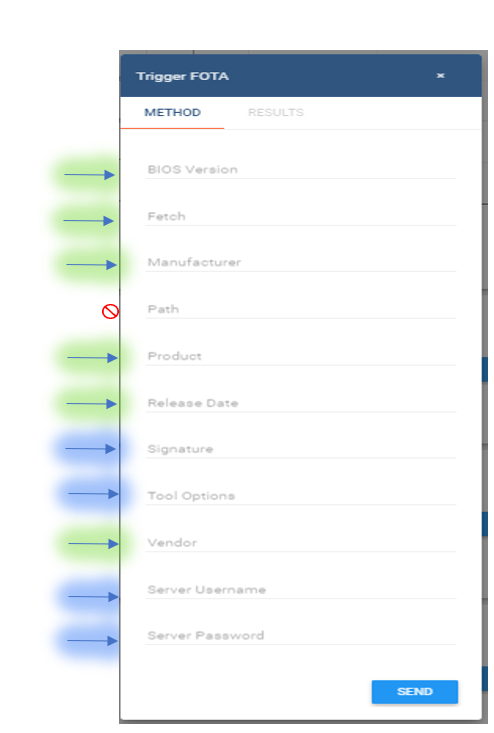 Trigger FOTA ×
METHOD RESULTS
BIOS Version
Fetch
Manufacturer
Path
Product
Release Date
Signature
Tool Options
Vendor
Server Username
Server Password
SEND